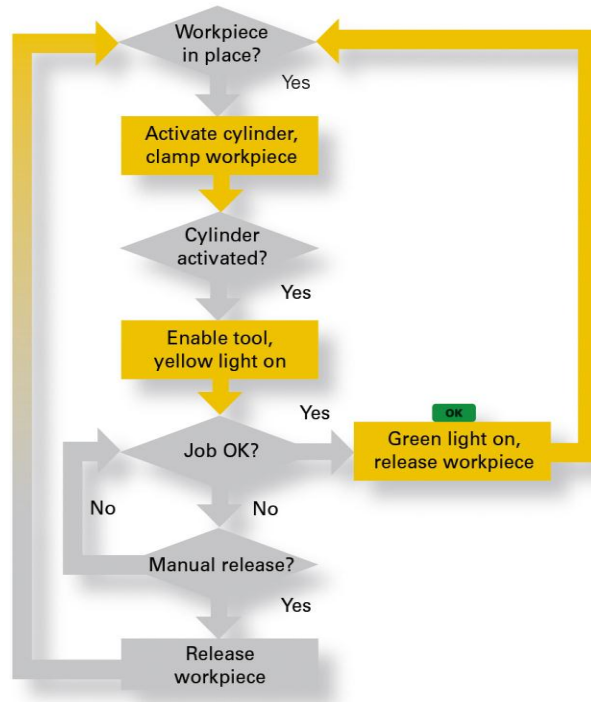 Workpiece
in place?
Yes
Activate cylinder,
clamp workpiece
Cylinder
activated?
Yes
Enable tool,
yellow light on
Yes
OK
Green light on,
release workpiece
Job OK?
No
No
Manual release?
Yes
Release
workpiece